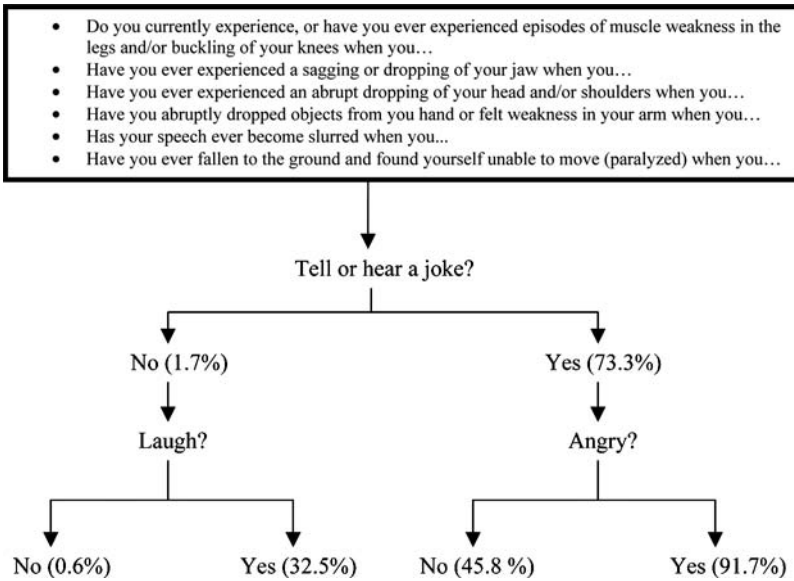 • Do you currently experience, or have you ever experienced episodes of muscle weakness in the
legs and/or buckling of your knees when you…
• Have you ever experienced a sagging or dropping of your jaw when you…
• Have you ever experienced an abrupt dropping of your head and/or shoulders when you…
• Have you abruptly dropped objects from you hand or felt weakness in your arm when you…
• Has your speech ever become slurred when you...
• Have you ever fallen to the ground and found yourself unable to move (paralyzed) when you…
Tell or hear a joke?
No (1.7%) Yes (73.3%)
Laugh? Angry?
No (0.6%) Yes (32.5%) No (45.8 %) Yes (91.7%)